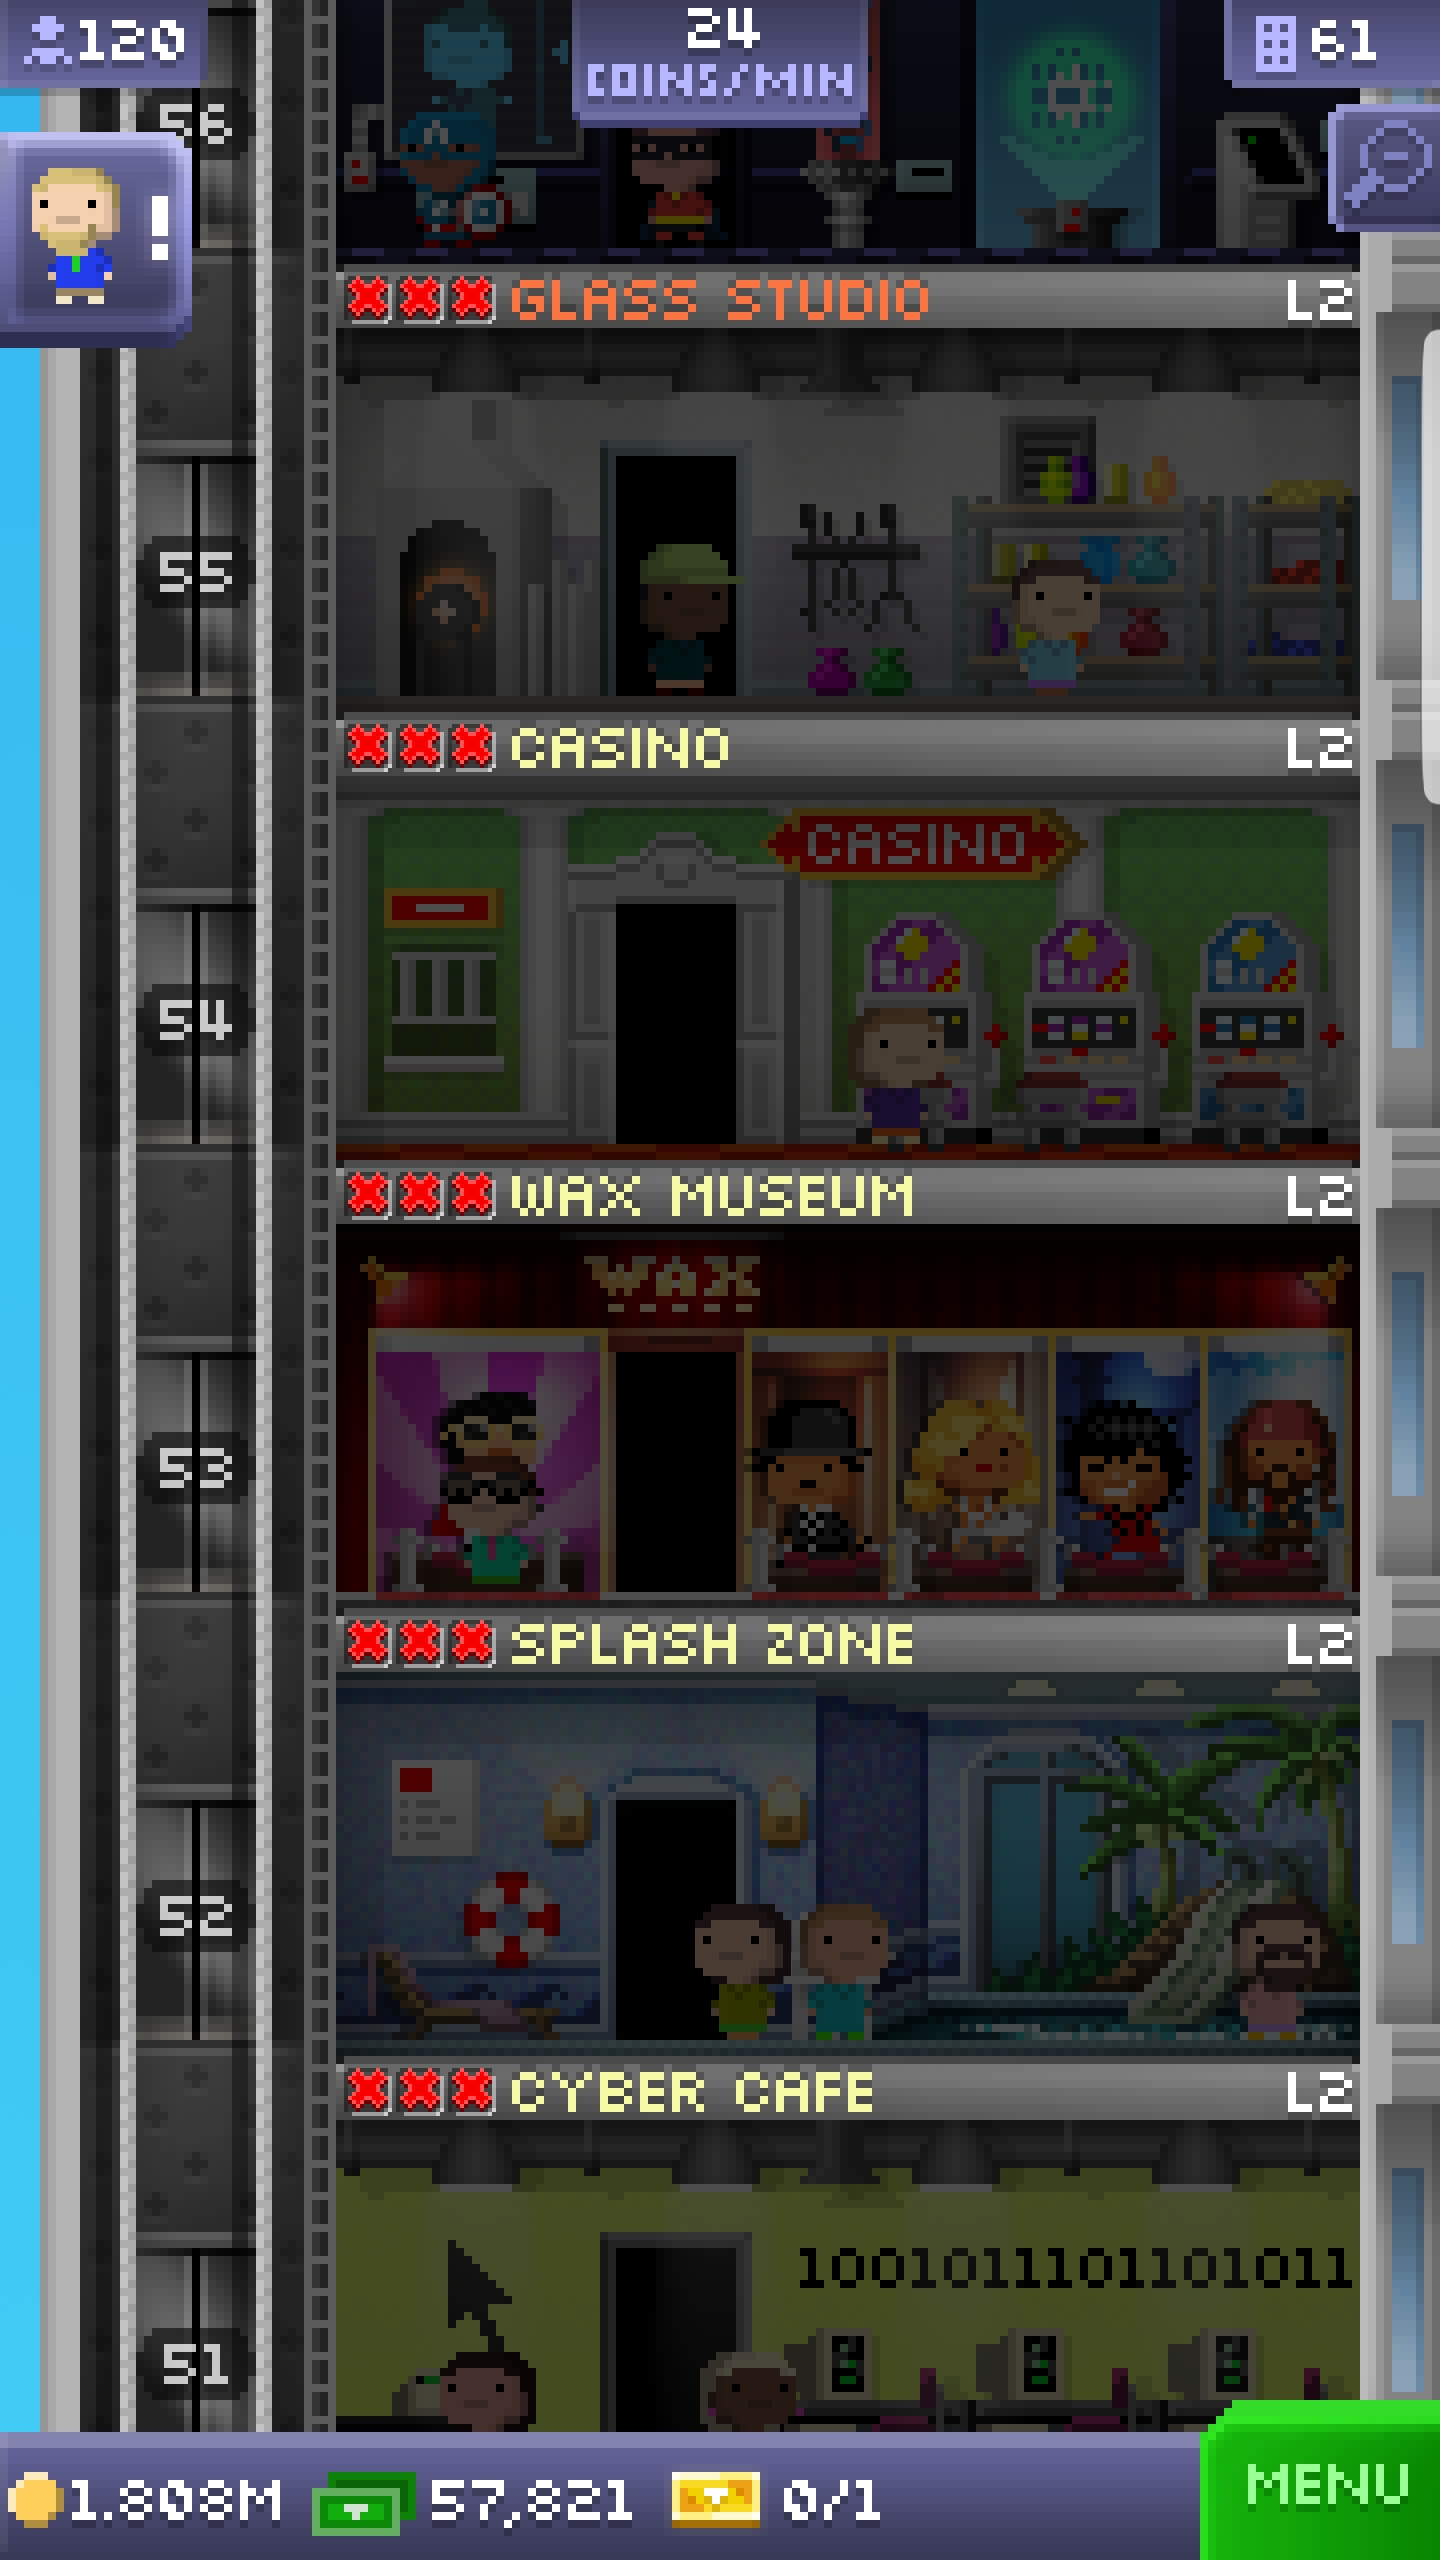 120
24
COINS/MIN
61
56
!
GLASS STUDIO L2
55
CASINO L2
CASINO
54
WAX MUSEUM L2
WAX
53
SPLASH ZONE L2
52
CYBER CAFE L2
1001011101101011
51
1.808M 57,821 0/1
MENU